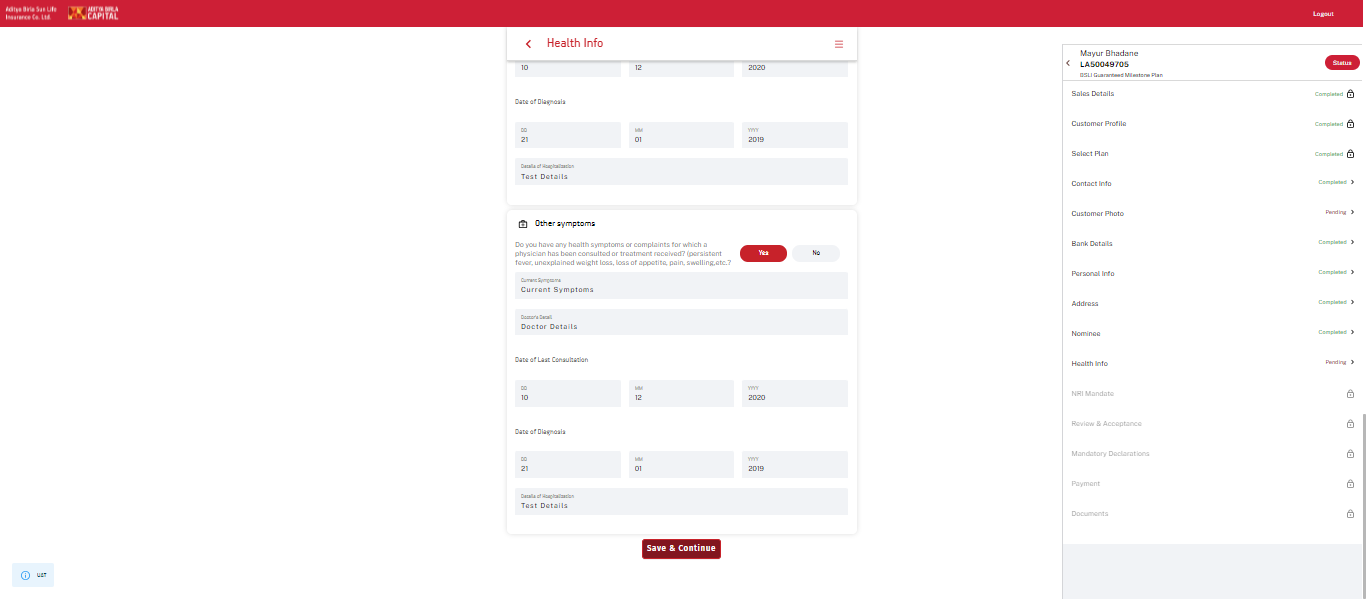 Aditya Birla Sun Life
Insurance Co. Ltd.
ADITYA BIRLA
CAPITAL
Logout
Health Info
10
12
2020
Date of Diagnosis
DD
21
MM
01
YYYY
2019
Details of Hospitalization
Test Details
Other symptoms
Do you have any health symptoms or complaints for which a
physician has been consulted or treatment received? (persistent
fever, unexplained weight loss, loss of appetite, pain, swelling,etc.?
Yes
No
Current Symptoms
Current Symptoms
Doctor's Detail
Doctor Details
Date of Last Consultation
DD
10
MM
12
YYYY
2020
Date of Diagnosis
DD
21
MM
01
YYYY
2019
Details of Hospitalization
Test Details
Save & Continue
UAT
Mayur Bhadane
LA50049705
BSLI Guaranteed Milestone Plan
Status
Sales Details
Completed
Customer Profile
Completed
Select Plan
Completed
Contact Info
Completed
Customer Photo
Pending
Bank Details
Completed
Personal Info
Completed
Address
Completed
Nominee
Completed
Health Info
Pending
NRI Mandate
Review & Acceptance
Mandatory Declarations
Payment
Documents